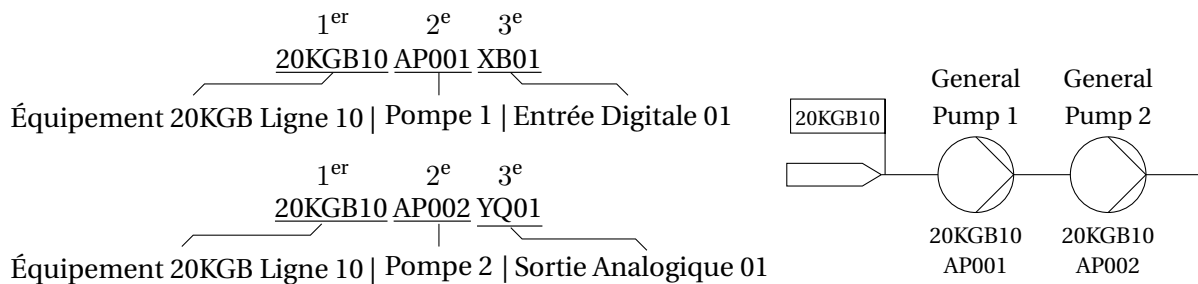 1er 2e 3e
20KGB10 AP001 XB01
Équipement 20KGB Ligne 10 | Pompe 1 | Entrée Digitale 01
1er 2e 3e
20KGB10 AP002 YQ01
Équipement 20KGB Ligne 10 | Pompe 2 | Sortie Analogique 01
20KGB10
General
Pump 1
20KGB10
AP001
General
Pump 2
20KGB10
AP002